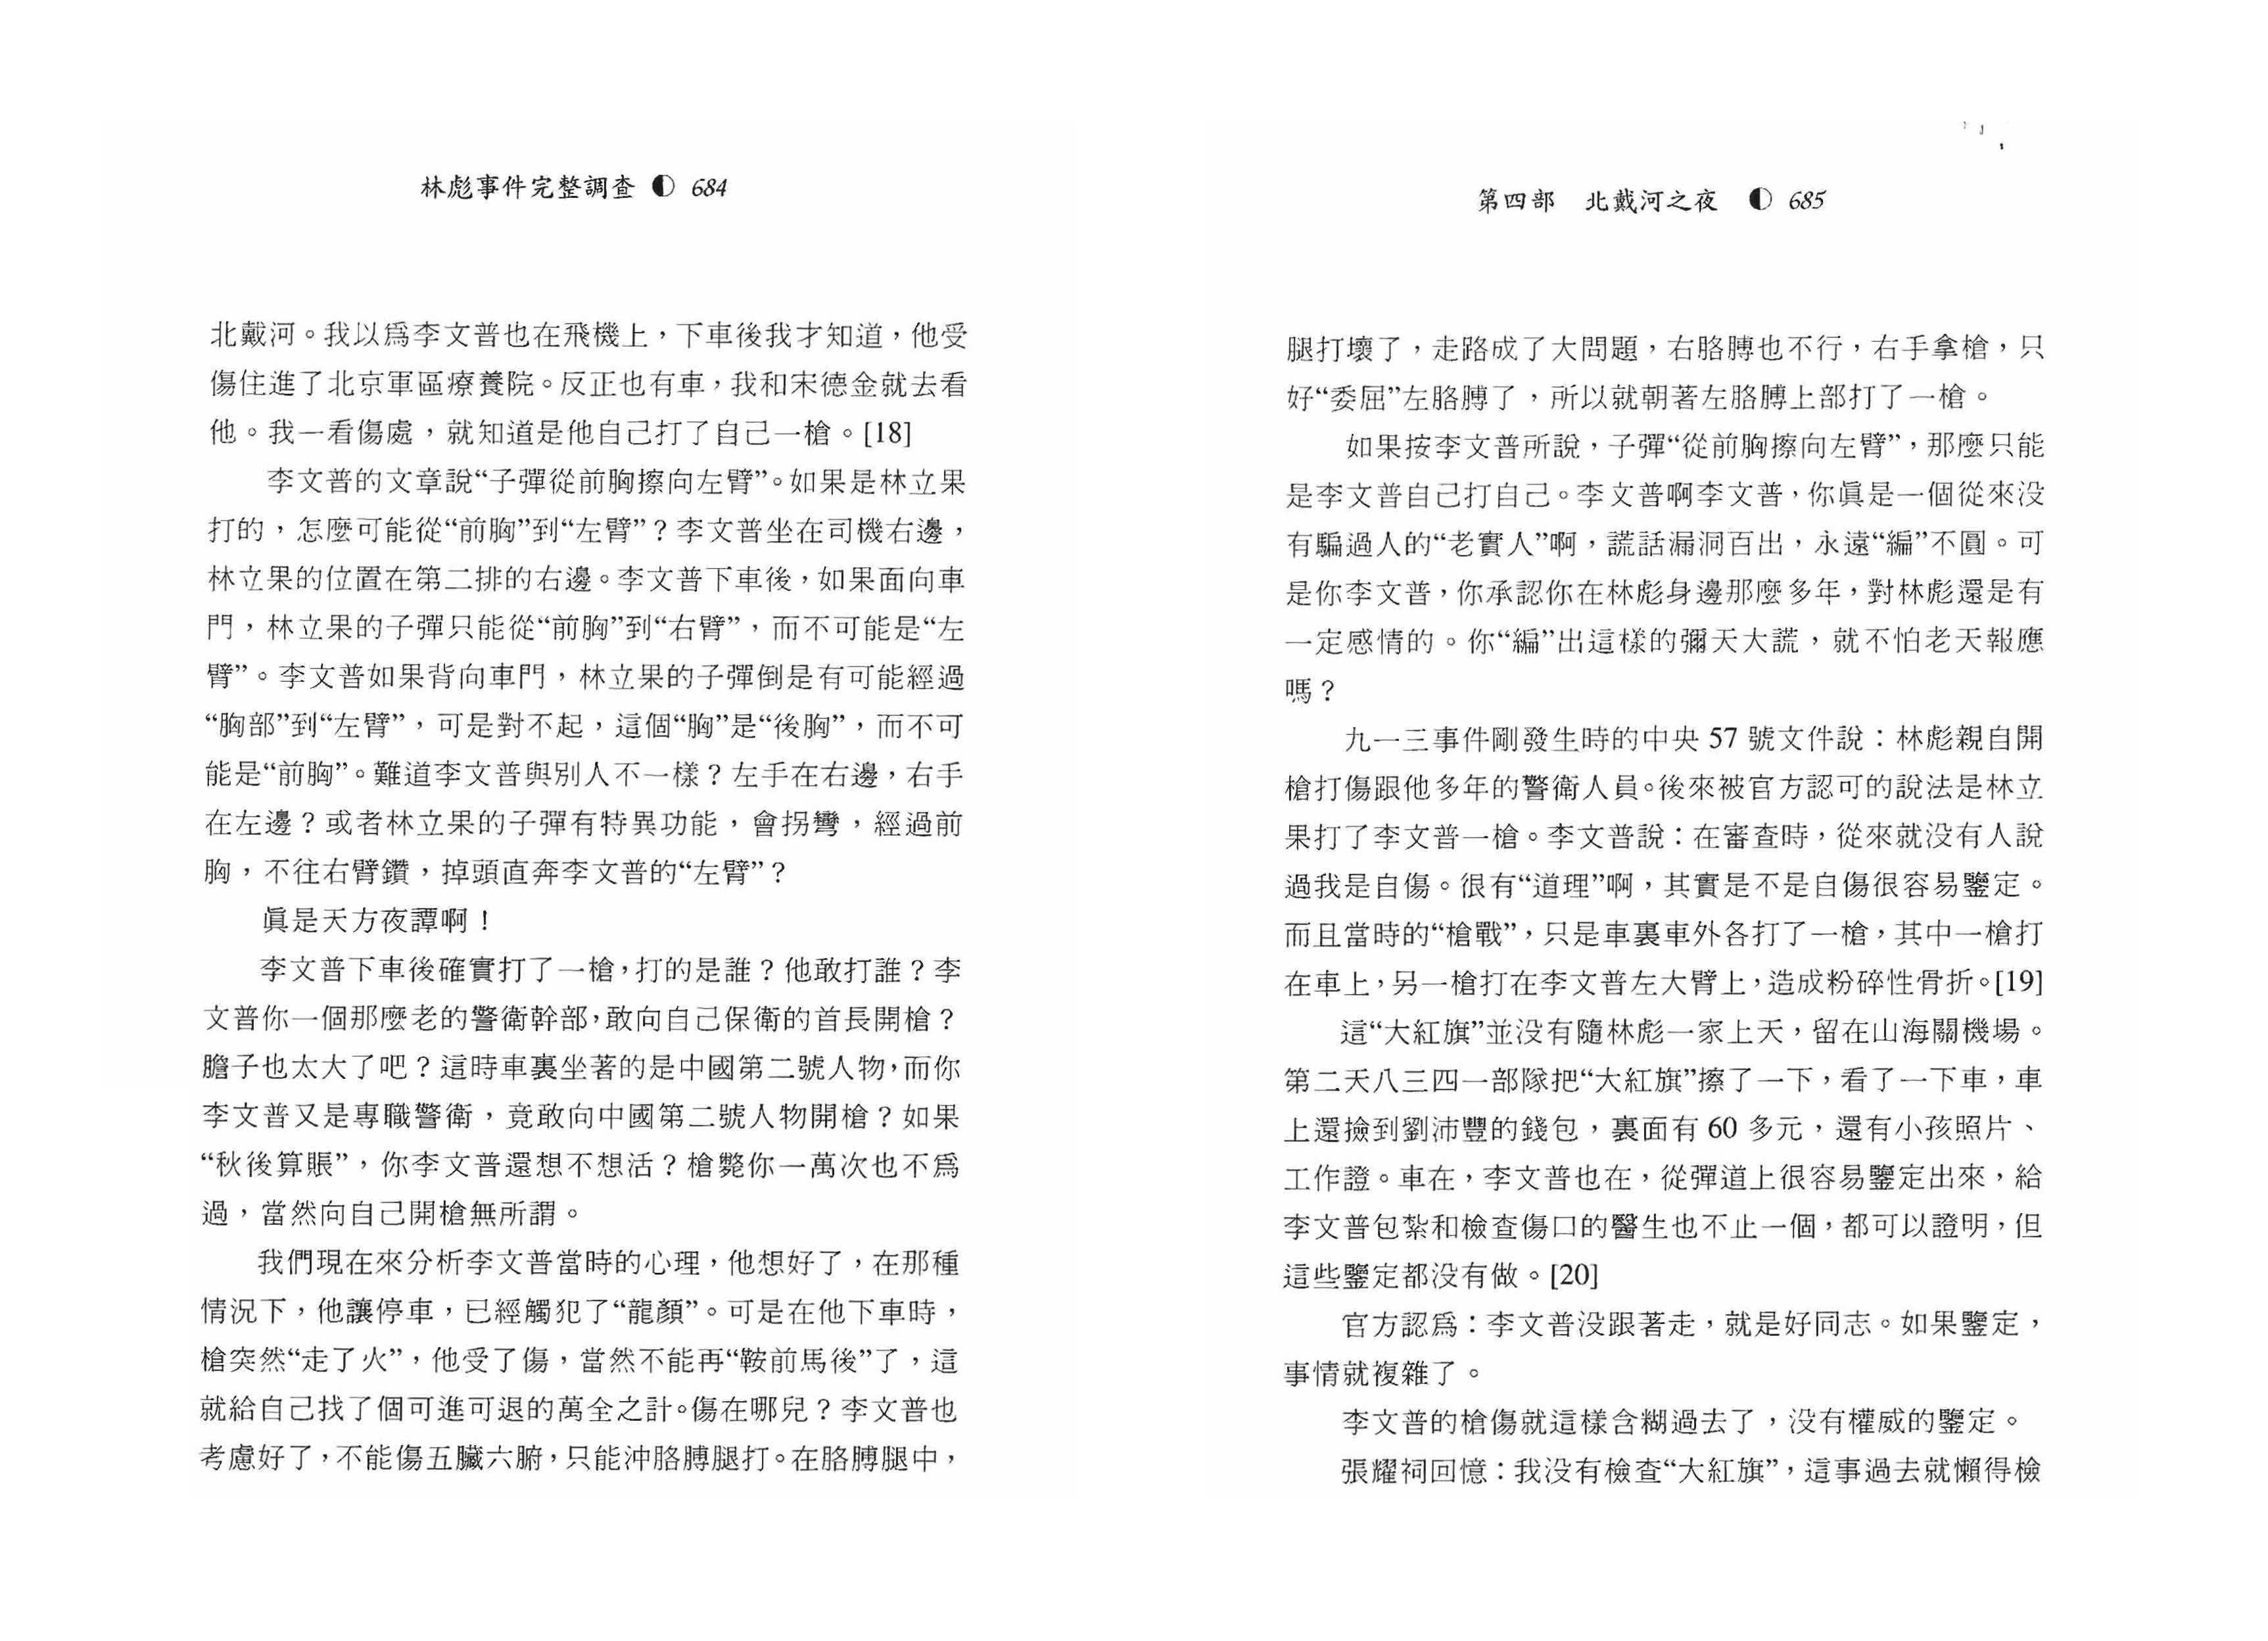 林彪事件完整調查 ◐ 684
北戴河。我以爲李文普也在飛機上，下車後我才知道，他受
傷住進了北京軍區療養院。反正也有車，我和宋德金就去看
他。我一看傷處，就知道是他自己打了自己一槍。[18]
李文普的文章說“子彈從前胸擦向左臂”。如果是林立果
打的，怎麼可能從“前胸”到“左臂”？李文普坐在司機右邊，
林立果的位置在第二排的右邊。李文普下車後，如果面向車
門，林立果的子彈只能從“前胸”到“右臂”，而不可能是“左
臂”。李文普如果背向車門，林立果的子彈倒是有可能經過
“胸部”到“左臂”，可是對不起，這個“胸”是“後胸”，而不可
能是“前胸”。難道李文普與別人不一樣？左手在右邊，右手
在左邊？或者林立果的子彈有特異功能，會拐彎，經過前
胸，不往右臂鑽，掉頭直奔李文普的“左臂”？
眞是天方夜譚啊！
李文普下車後確實打了一槍，打的是誰？他敢打誰？李
文普你一個那麼老的警衛幹部，敢向自己保衛的首長開槍？
膽子也太大了吧？這時車裏坐著的是中國第二號人物，而你
李文普又是專職警衛，竟敢向中國第二號人物開槍？如果
“秋後算賬”，你李文普還想不想活？槍斃你一萬次也不爲
過，當然向自己開槍無所謂。
我們現在來分析李文普當時的心理，他想好了，在那種
情況下，他讓停車，已經觸犯了“龍顏”。可是在他下車時，
槍突然“走了火”，他受了傷，當然不能再“鞍前馬後”了，這
就給自己找了個可進可退的萬全之計。傷在哪兒？李文普也
考慮好了，不能傷五臟六腑，只能沖胳膊腿打。在胳膊腿中，
第四部　北戴河之夜 ◐ 685
腿打壞了，走路成了大問題，右胳膊也不行，右手拿槍，只
好“委屈”左胳膊了，所以就朝著左胳膊上部打了一槍。
如果按李文普所說，子彈“從前胸擦向左臂”，那麼只能
是李文普自己打自己。李文普啊李文普，你眞是一個從來没
有騙過人的“老實人”啊，謊話漏洞百出，永遠“編”不圓。可
是你李文普，你承認你在林彪身邊那麼多年，對林彪還是有
一定感情的。你“編”出這樣的彌天大謊，就不怕老天報應
嗎？
九一三事件剛發生時的中央 57 號文件說：林彪親自開
槍打傷跟他多年的警衛人員。後來被官方認可的說法是林立
果打了李文普一槍。李文普說：在審查時，從來就没有人說
過我是自傷。很有“道理”啊，其實是不是自傷很容易鑒定。
而且當時的“槍戰”，只是車裏車外各打了一槍，其中一槍打
在車上，另一槍打在李文普左大臂上，造成粉碎性骨折。[19]
這“大紅旗”並没有隨林彪一家上天，留在山海關機場。
第二天八三四一部隊把“大紅旗”擦了一下，看了一下車，車
上還撿到劉沛豐的錢包，裏面有 60 多元，還有小孩照片、
工作證。車在，李文普也在，從彈道上很容易鑒定出來，給
李文普包紮和檢查傷口的醫生也不止一個，都可以證明，但
這些鑒定都没有做。[20]
官方認爲：李文普没跟著走，就是好同志。如果鑒定，
事情就複雜了。
李文普的槍傷就這樣含糊過去了，没有權威的鑒定。
張耀祠回憶：我没有檢查“大紅旗”，這事過去就懶得檢